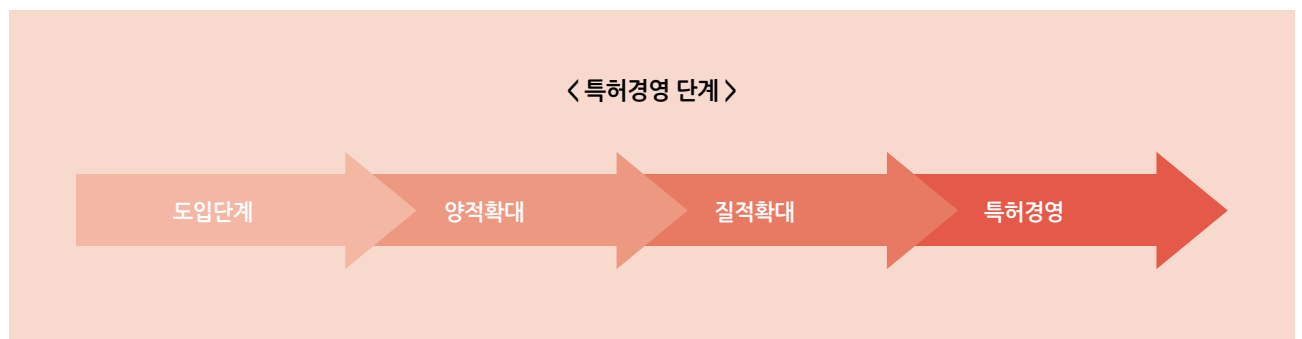 < 특허경영 단계 >
도입단계
양적확대
질적확대
특허경영